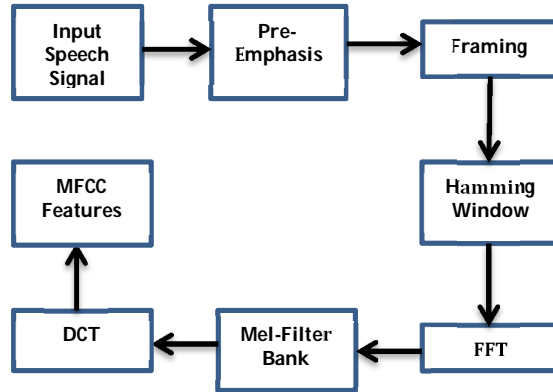 Input
Speech
Signal
Pre-
Emphasis
Framing
Hamming
Window
FFT
Mel-Filter
Bank
DCT
MFCC
Features